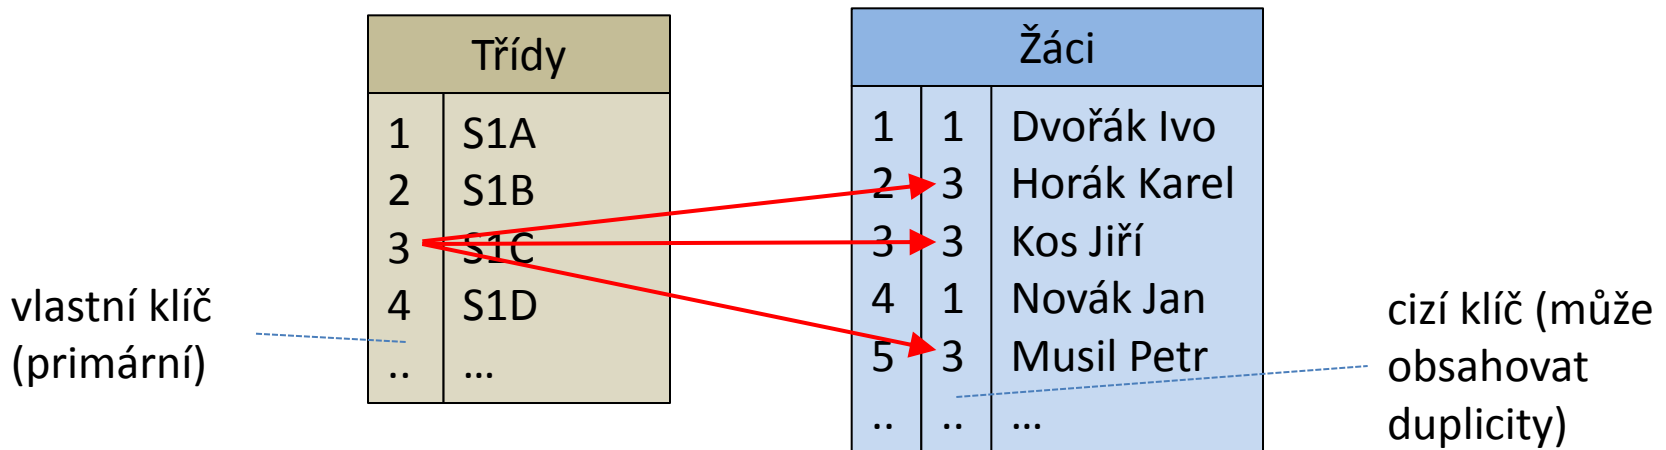 Třídy
1 S1A
2 S1B
3 S1C
4 S1D
.. ...
Žáci
1 1 Dvořák Ivo
2 3 Horák Karel
3 3 Kos Jiří
4 1 Novák Jan
5 3 Musil Petr
.. .. ...
vlastní klíč
(primární)
cizí klíč (může
obsahovat
duplicity)